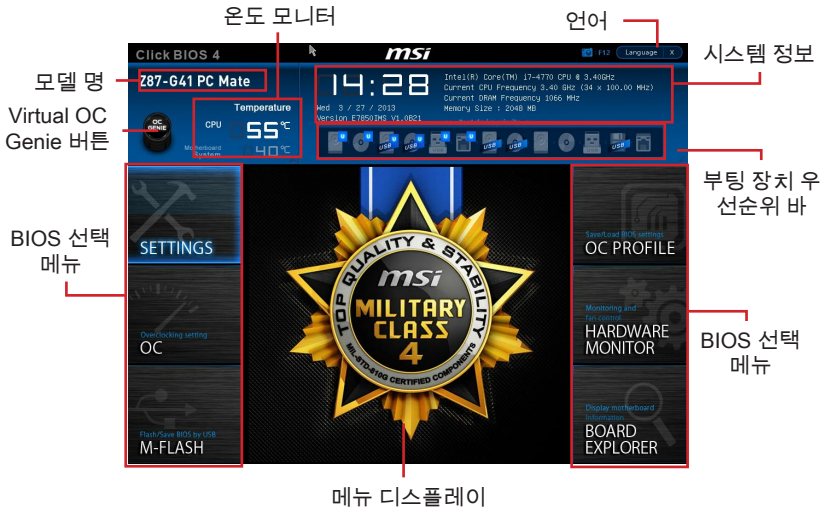 온도 모니터
언어
Click BIOS 4
msi
F12
Language
X
시스템 정보
모델 명
Z87-G41 PC Mate
14:28
Intel(R) Core(TM) i7-4770 CPU @ 3.40GHz
Current CPU Frequency 3.40 GHz (34 x 100.00 MHz)
Current DRAM Frequency 1066 MHz
Memory Size : 2048 MB
Wed 3 / 27 / 2013
Version E7850IMS V1.0B21
Virtual OC
Genie 버튼
OC
GENIE
Temperature
CPU
55℃
Motherboard
System
40℃
U
U
U
USB
U
USB
U
U
USB
USB
USB
부팅 장치 우
선순위 바
BIOS 선택
메뉴
SETTINGS
Overclocking setting
OC
Flash/Save BIOS by USB
M-FLASH
TOP QUALITY & STABILITY
msi
MILITARY
CLASS
4
MIL-STD-810G CERTIFIED COMPONENTS
Save/Load BIOS settings
OC PROFILE
Monitoring and
fan control
HARDWARE
MONITOR
Display motherboard
Information
BOARD
EXPLORER
BIOS 선택
메뉴
메뉴 디스플레이